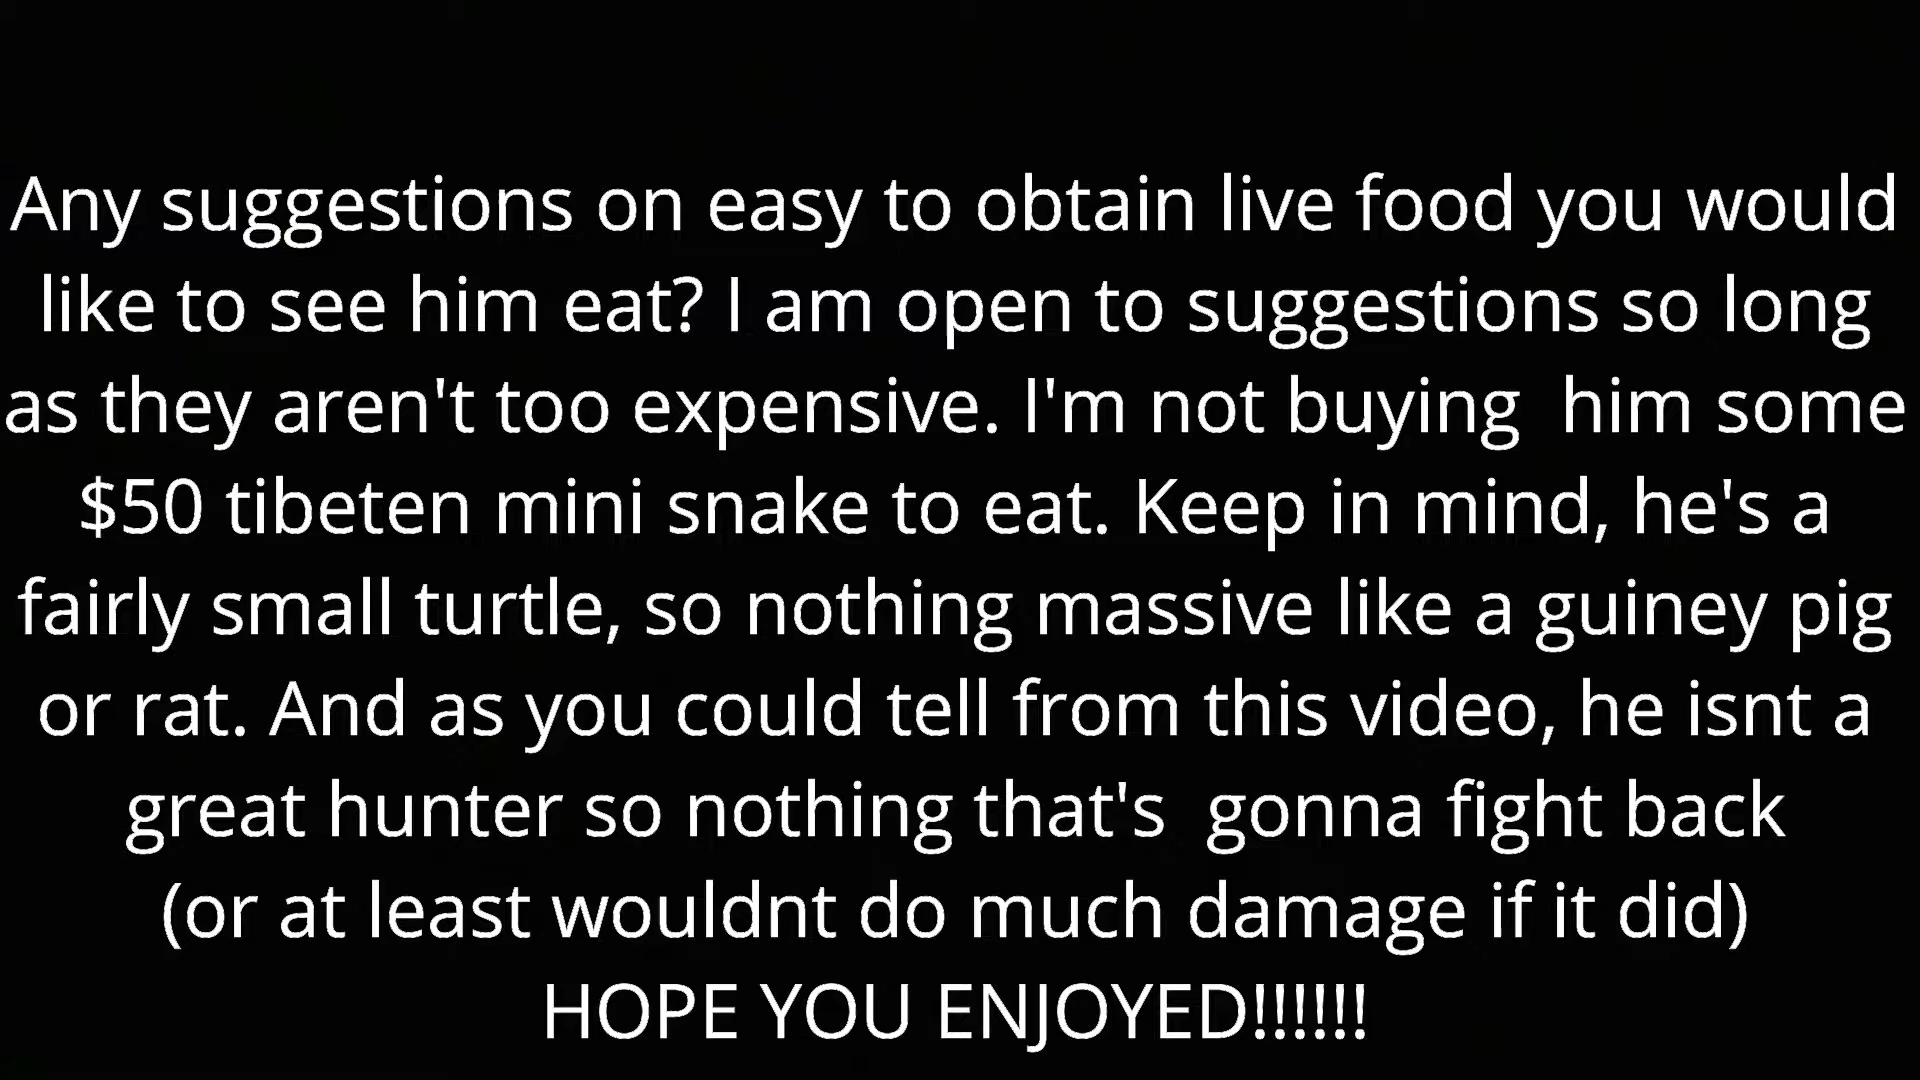 Any suggestions on easy to obtain live food you would
like to see him eat? I am open to suggestions so long
as they aren't too expensive. I'm not buying  him some
$50 tibeten mini snake to eat. Keep in mind, he's a
fairly small turtle, so nothing massive like a guiney pig
or rat. And as you could tell from this video, he isnt a
great hunter so nothing that's  gonna fight back
(or at least wouldnt do much damage if it did)
HOPE YOU ENJOYED!!!!!!